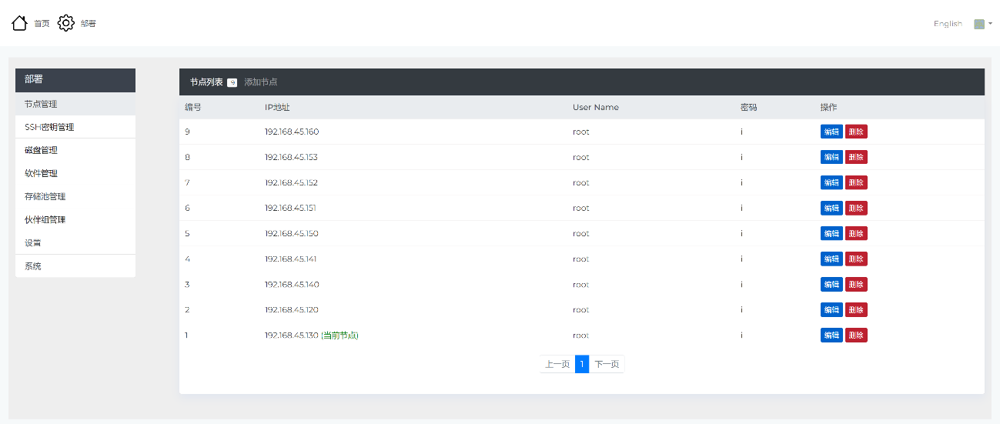 首页 部署 English
部署
节点管理
SSH密钥管理
磁盘管理
软件管理
存储池管理
伙伴组管理
设置
系统
节点列表 9 添加节点
编号 IP地址 User Name 密码 操作
9 192.168.45.160 root i 编辑 删除
8 192.168.45.153 root i 编辑 删除
7 192.168.45.152 root i 编辑 删除
6 192.168.45.151 root i 编辑 删除
5 192.168.45.150 root i 编辑 删除
4 192.168.45.141 root i 编辑 删除
3 192.168.45.140 root i 编辑 删除
2 192.168.45.120 root i 编辑 删除
1 192.168.45.130 (当前节点) root i 编辑 删除
上一页 1 下一页